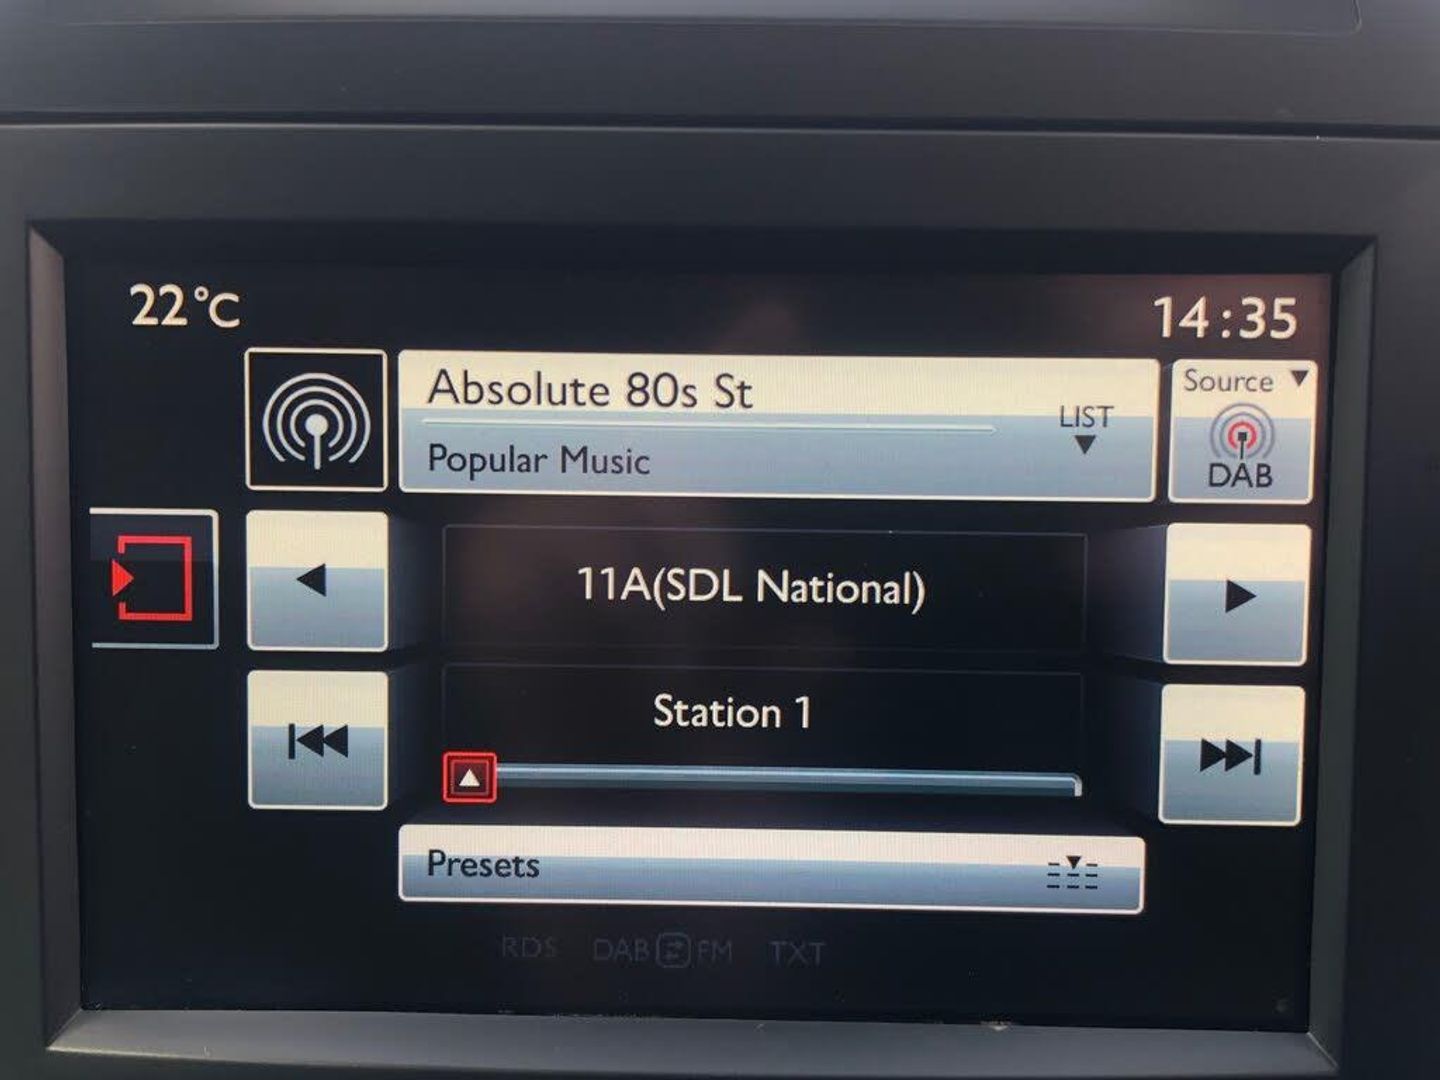 22°C
14:35
Absolute 80s St
Source
LIST
Popular Music
DAB
11A(SDL National)
Station 1
Presets
RDS DAB FM TXT